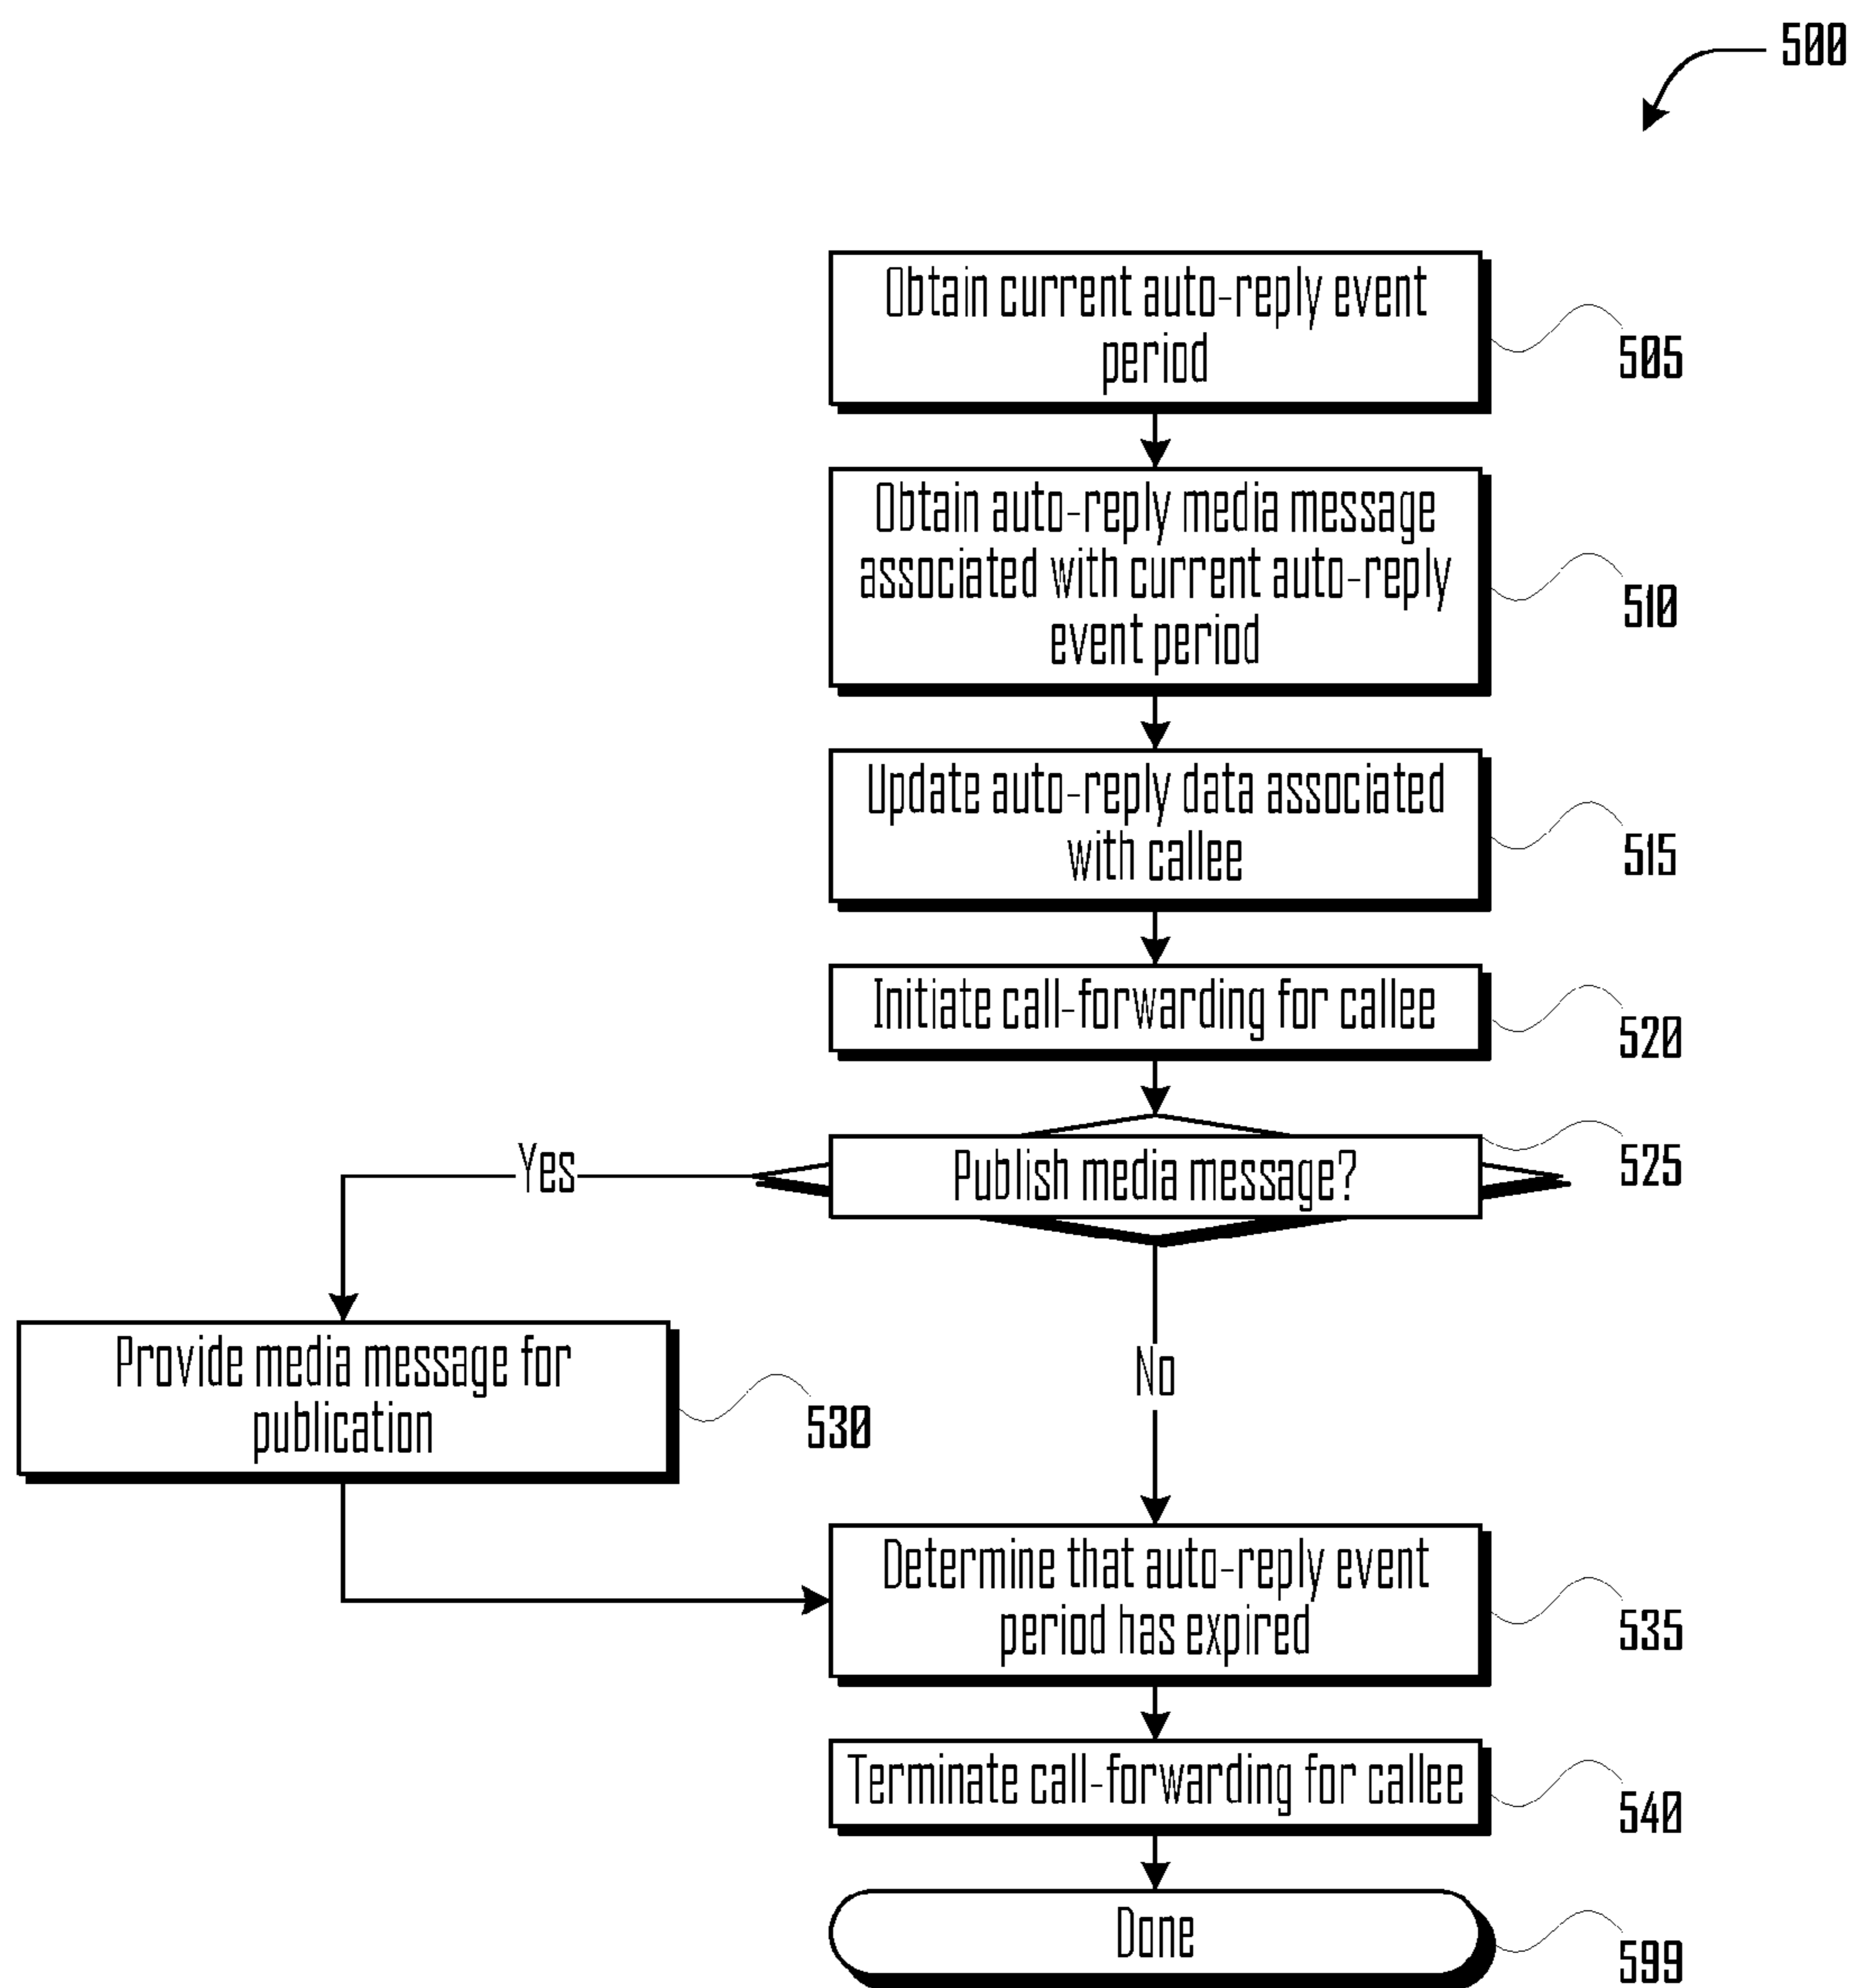 500
Obtain current auto-reply event
period
505
Obtain auto-reply media message
associated with current auto-reply
event period
510
Update auto-reply data associated
with callee
515
Initiate call-forwarding for callee
520
Publish media message?
525
Yes
No
Provide media message for
publication
530
Determine that auto-reply event
period has expired
535
Terminate call-forwarding for callee
540
Done
599